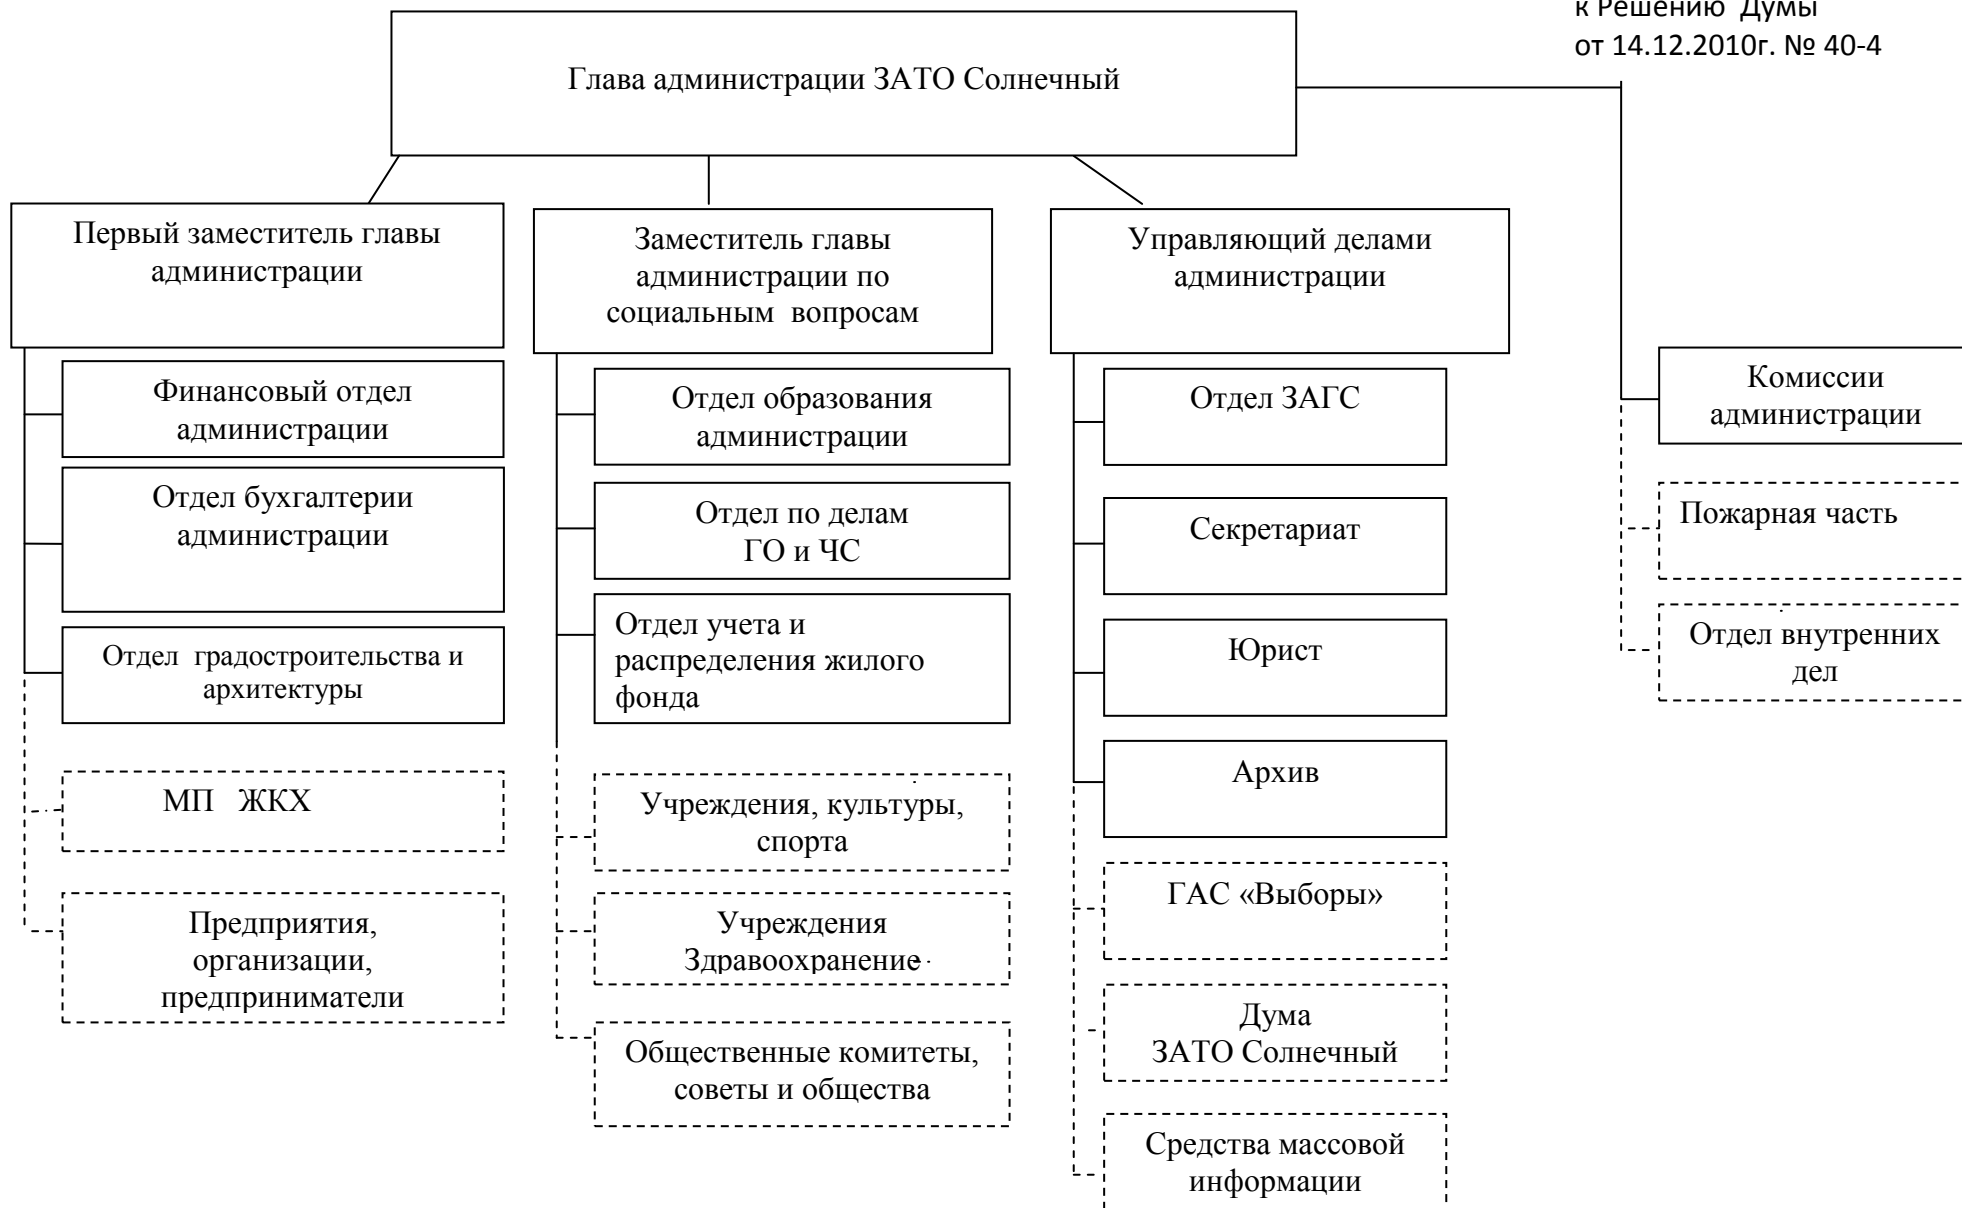 к Решению Думы
от 14.12.2010г. № 40-4
Глава администрации ЗАТО Солнечный
Первый заместитель главы
администрации
Финансовый отдел
администрации
Отдел бухгалтерии
администрации
Отдел градостроительства и
архитектуры
МП ЖКХ
Предприятия,
организации,
предприниматели
Заместитель главы
администрации по
социальным вопросам
Отдел образования
администрации
Отдел по делам
ГО и ЧС
Отдел учета и
распределения жилого
фонда
Учреждения, культуры,
спорта
Учреждения
Здравоохранение
Общественные комитеты,
советы и общества
Управляющий делами
администрации
Отдел ЗАГС
Секретариат
Юрист
Архив
ГАС «Выборы»
Дума
ЗАТО Солнечный
Средства массовой
информации
Комиссии
администрации
Пожарная часть
Отдел внутренних
дел